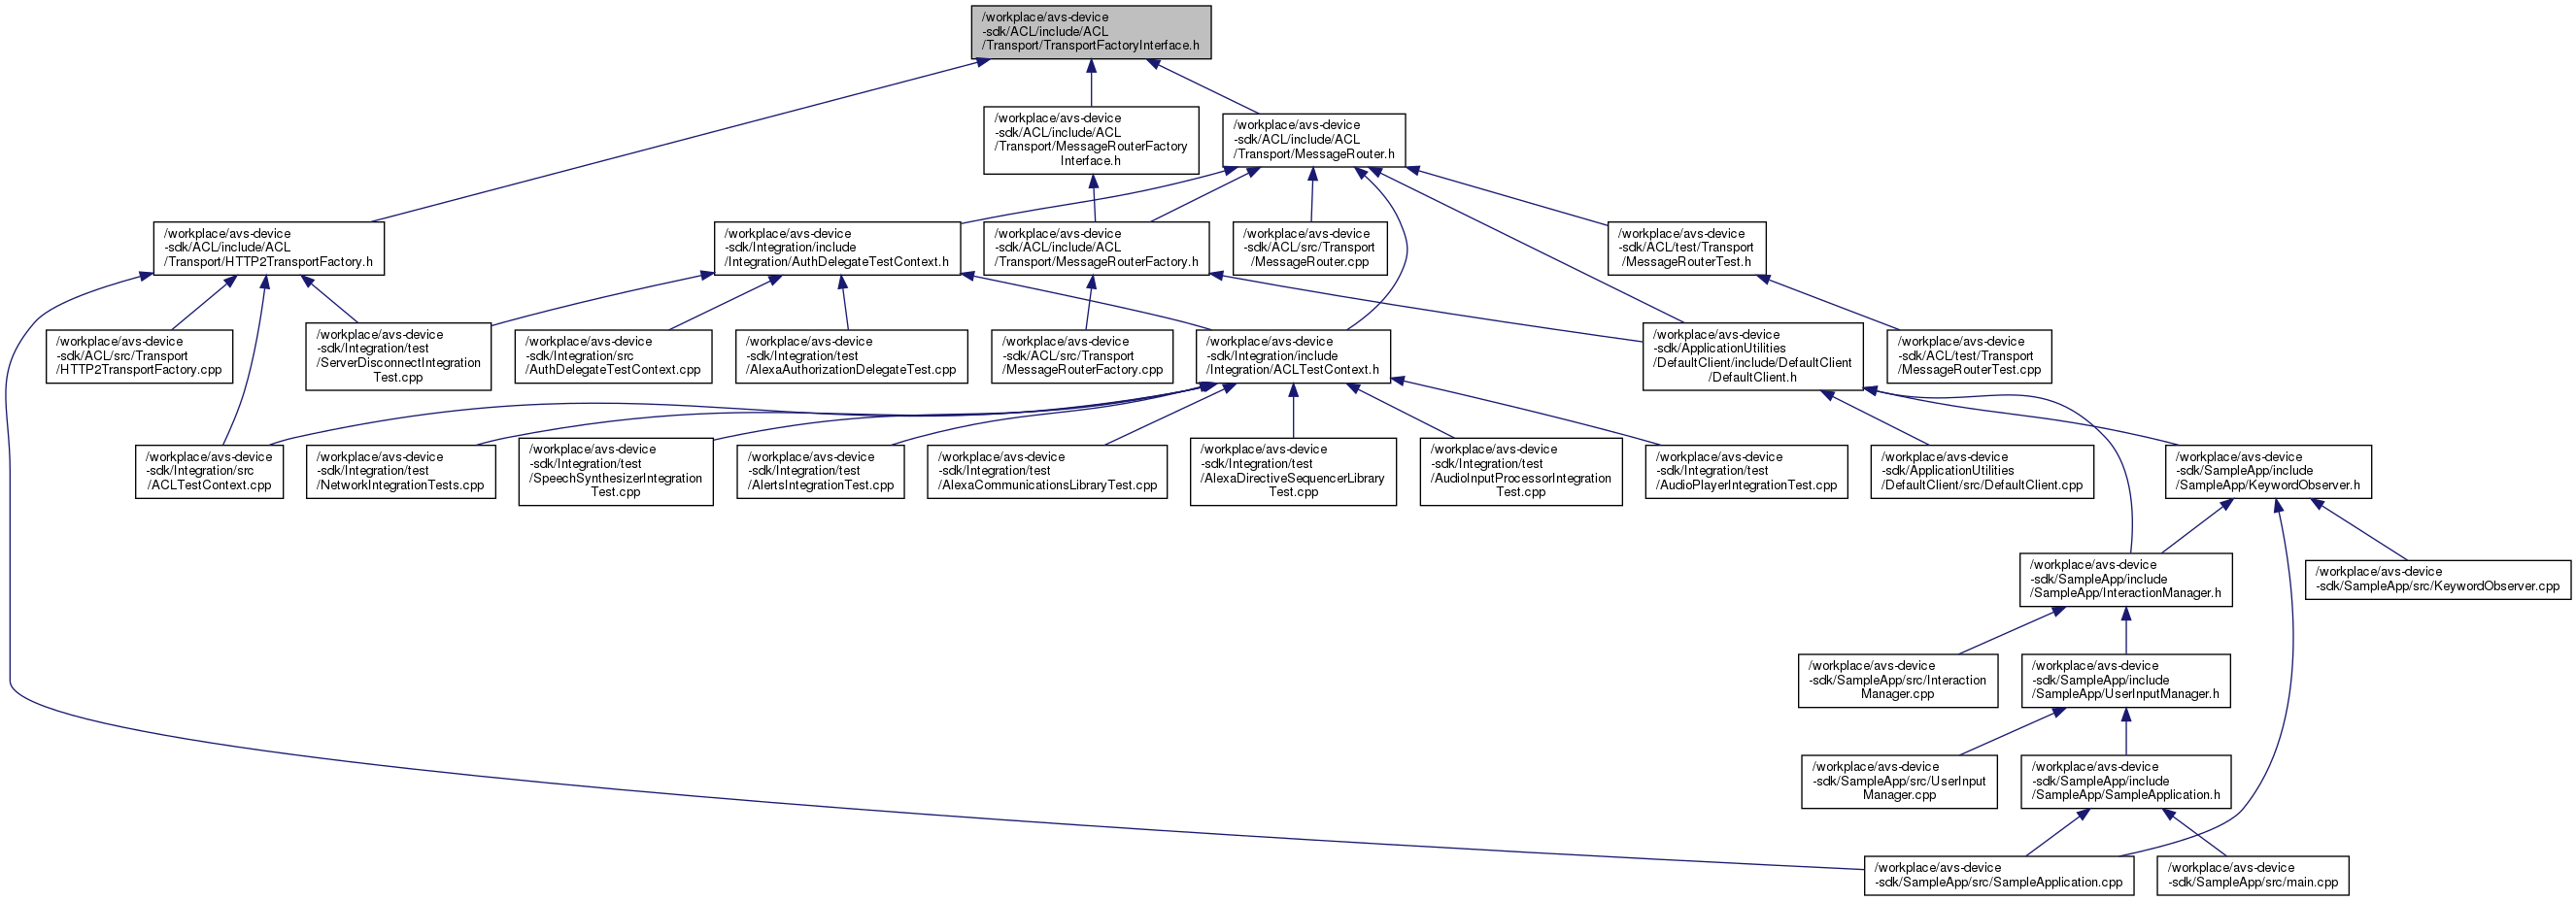 /workplace/avs-device
-sdk/ACL/include/ACL
/Transport/TransportFactoryInterface.h
/workplace/avs-device
-sdk/ACL/include/ACL
/Transport/MessageRouterFactory
Interface.h
/workplace/avs-device
-sdk/ACL/include/ACL
/Transport/MessageRouter.h
/workplace/avs-device
-sdk/ACL/include/ACL
/Transport/HTTP2TransportFactory.h
/workplace/avs-device
-sdk/Integration/include
/Integration/AuthDelegateTestContext.h
/workplace/avs-device
-sdk/ACL/include/ACL
/Transport/MessageRouterFactory.h
/workplace/avs-device
-sdk/ACL/src/Transport
/MessageRouter.cpp
/workplace/avs-device
-sdk/ACL/test/Transport
/MessageRouterTest.h
/workplace/avs-device
-sdk/ACL/src/Transport
/HTTP2TransportFactory.cpp
/workplace/avs-device
-sdk/Integration/test
/ServerDisconnectIntegration
Test.cpp
/workplace/avs-device
-sdk/Integration/src
/AuthDelegateTestContext.cpp
/workplace/avs-device
-sdk/Integration/test
/AlexaAuthorizationDelegateTest.cpp
/workplace/avs-device
-sdk/ACL/src/Transport
/MessageRouterFactory.cpp
/workplace/avs-device
-sdk/Integration/include
/Integration/ACLTestContext.h
/workplace/avs-device
-sdk/ApplicationUtilities
/DefaultClient/include/DefaultClient
/DefaultClient.h
/workplace/avs-device
-sdk/ACL/test/Transport
/MessageRouterTest.cpp
/workplace/avs-device
-sdk/Integration/src
/ACLTestContext.cpp
/workplace/avs-device
-sdk/Integration/test
/NetworkIntegrationTests.cpp
/workplace/avs-device
-sdk/Integration/test
/SpeechSynthesizerIntegration
Test.cpp
/workplace/avs-device
-sdk/Integration/test
/AlertsIntegrationTest.cpp
/workplace/avs-device
-sdk/Integration/test
/AlexaCommunicationsLibraryTest.cpp
/workplace/avs-device
-sdk/Integration/test
/AlexaDirectiveSequencerLibrary
Test.cpp
/workplace/avs-device
-sdk/Integration/test
/AudioInputProcessorIntegration
Test.cpp
/workplace/avs-device
-sdk/Integration/test
/AudioPlayerIntegrationTest.cpp
/workplace/avs-device
-sdk/ApplicationUtilities
/DefaultClient/src/DefaultClient.cpp
/workplace/avs-device
-sdk/SampleApp/include
/SampleApp/KeywordObserver.h
/workplace/avs-device
-sdk/SampleApp/include
/SampleApp/InteractionManager.h
/workplace/avs-device
-sdk/SampleApp/src/KeywordObserver.cpp
/workplace/avs-device
-sdk/SampleApp/src/Interaction
Manager.cpp
/workplace/avs-device
-sdk/SampleApp/include
/SampleApp/UserInputManager.h
/workplace/avs-device
-sdk/SampleApp/src/UserInput
Manager.cpp
/workplace/avs-device
-sdk/SampleApp/include
/SampleApp/SampleApplication.h
/workplace/avs-device
-sdk/SampleApp/src/SampleApplication.cpp
/workplace/avs-device
-sdk/SampleApp/src/main.cpp